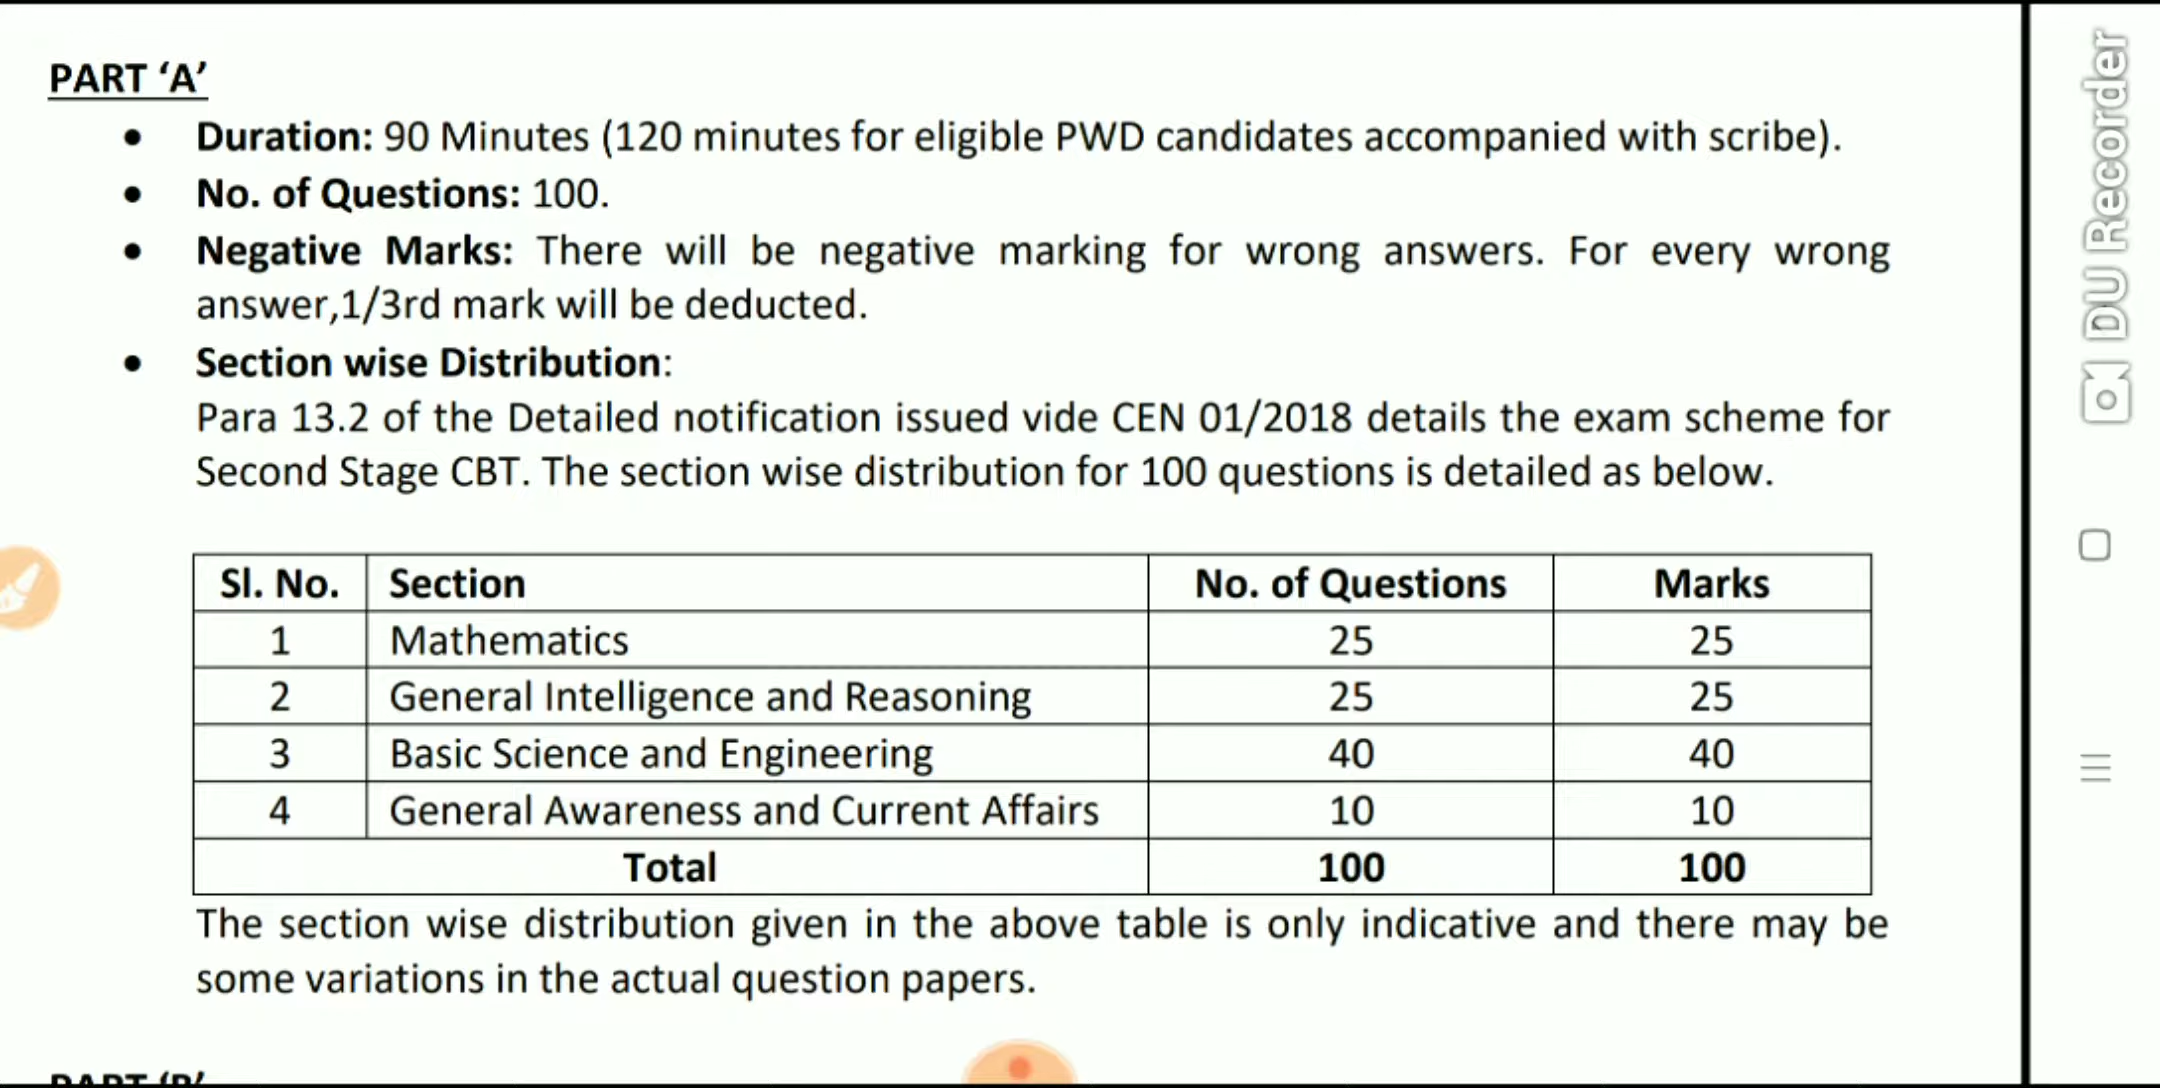 PART ‘A’
• Duration: 90 Minutes (120 minutes for eligible PWD candidates accompanied with scribe).
• No. of Questions: 100.
• Negative Marks: There will be negative marking for wrong answers. For every wrong
answer,1/3rd mark will be deducted.
• Section wise Distribution:
Para 13.2 of the Detailed notification issued vide CEN 01/2018 details the exam scheme for
Second Stage CBT. The section wise distribution for 100 questions is detailed as below.
Sl. No. Section No. of Questions Marks
1 Mathematics 25 25
2 General Intelligence and Reasoning 25 25
3 Basic Science and Engineering 40 40
4 General Awareness and Current Affairs 10 10
Total 100 100
The section wise distribution given in the above table is only indicative and there may be
some variations in the actual question papers.
PART ‘B’
DU Recorder